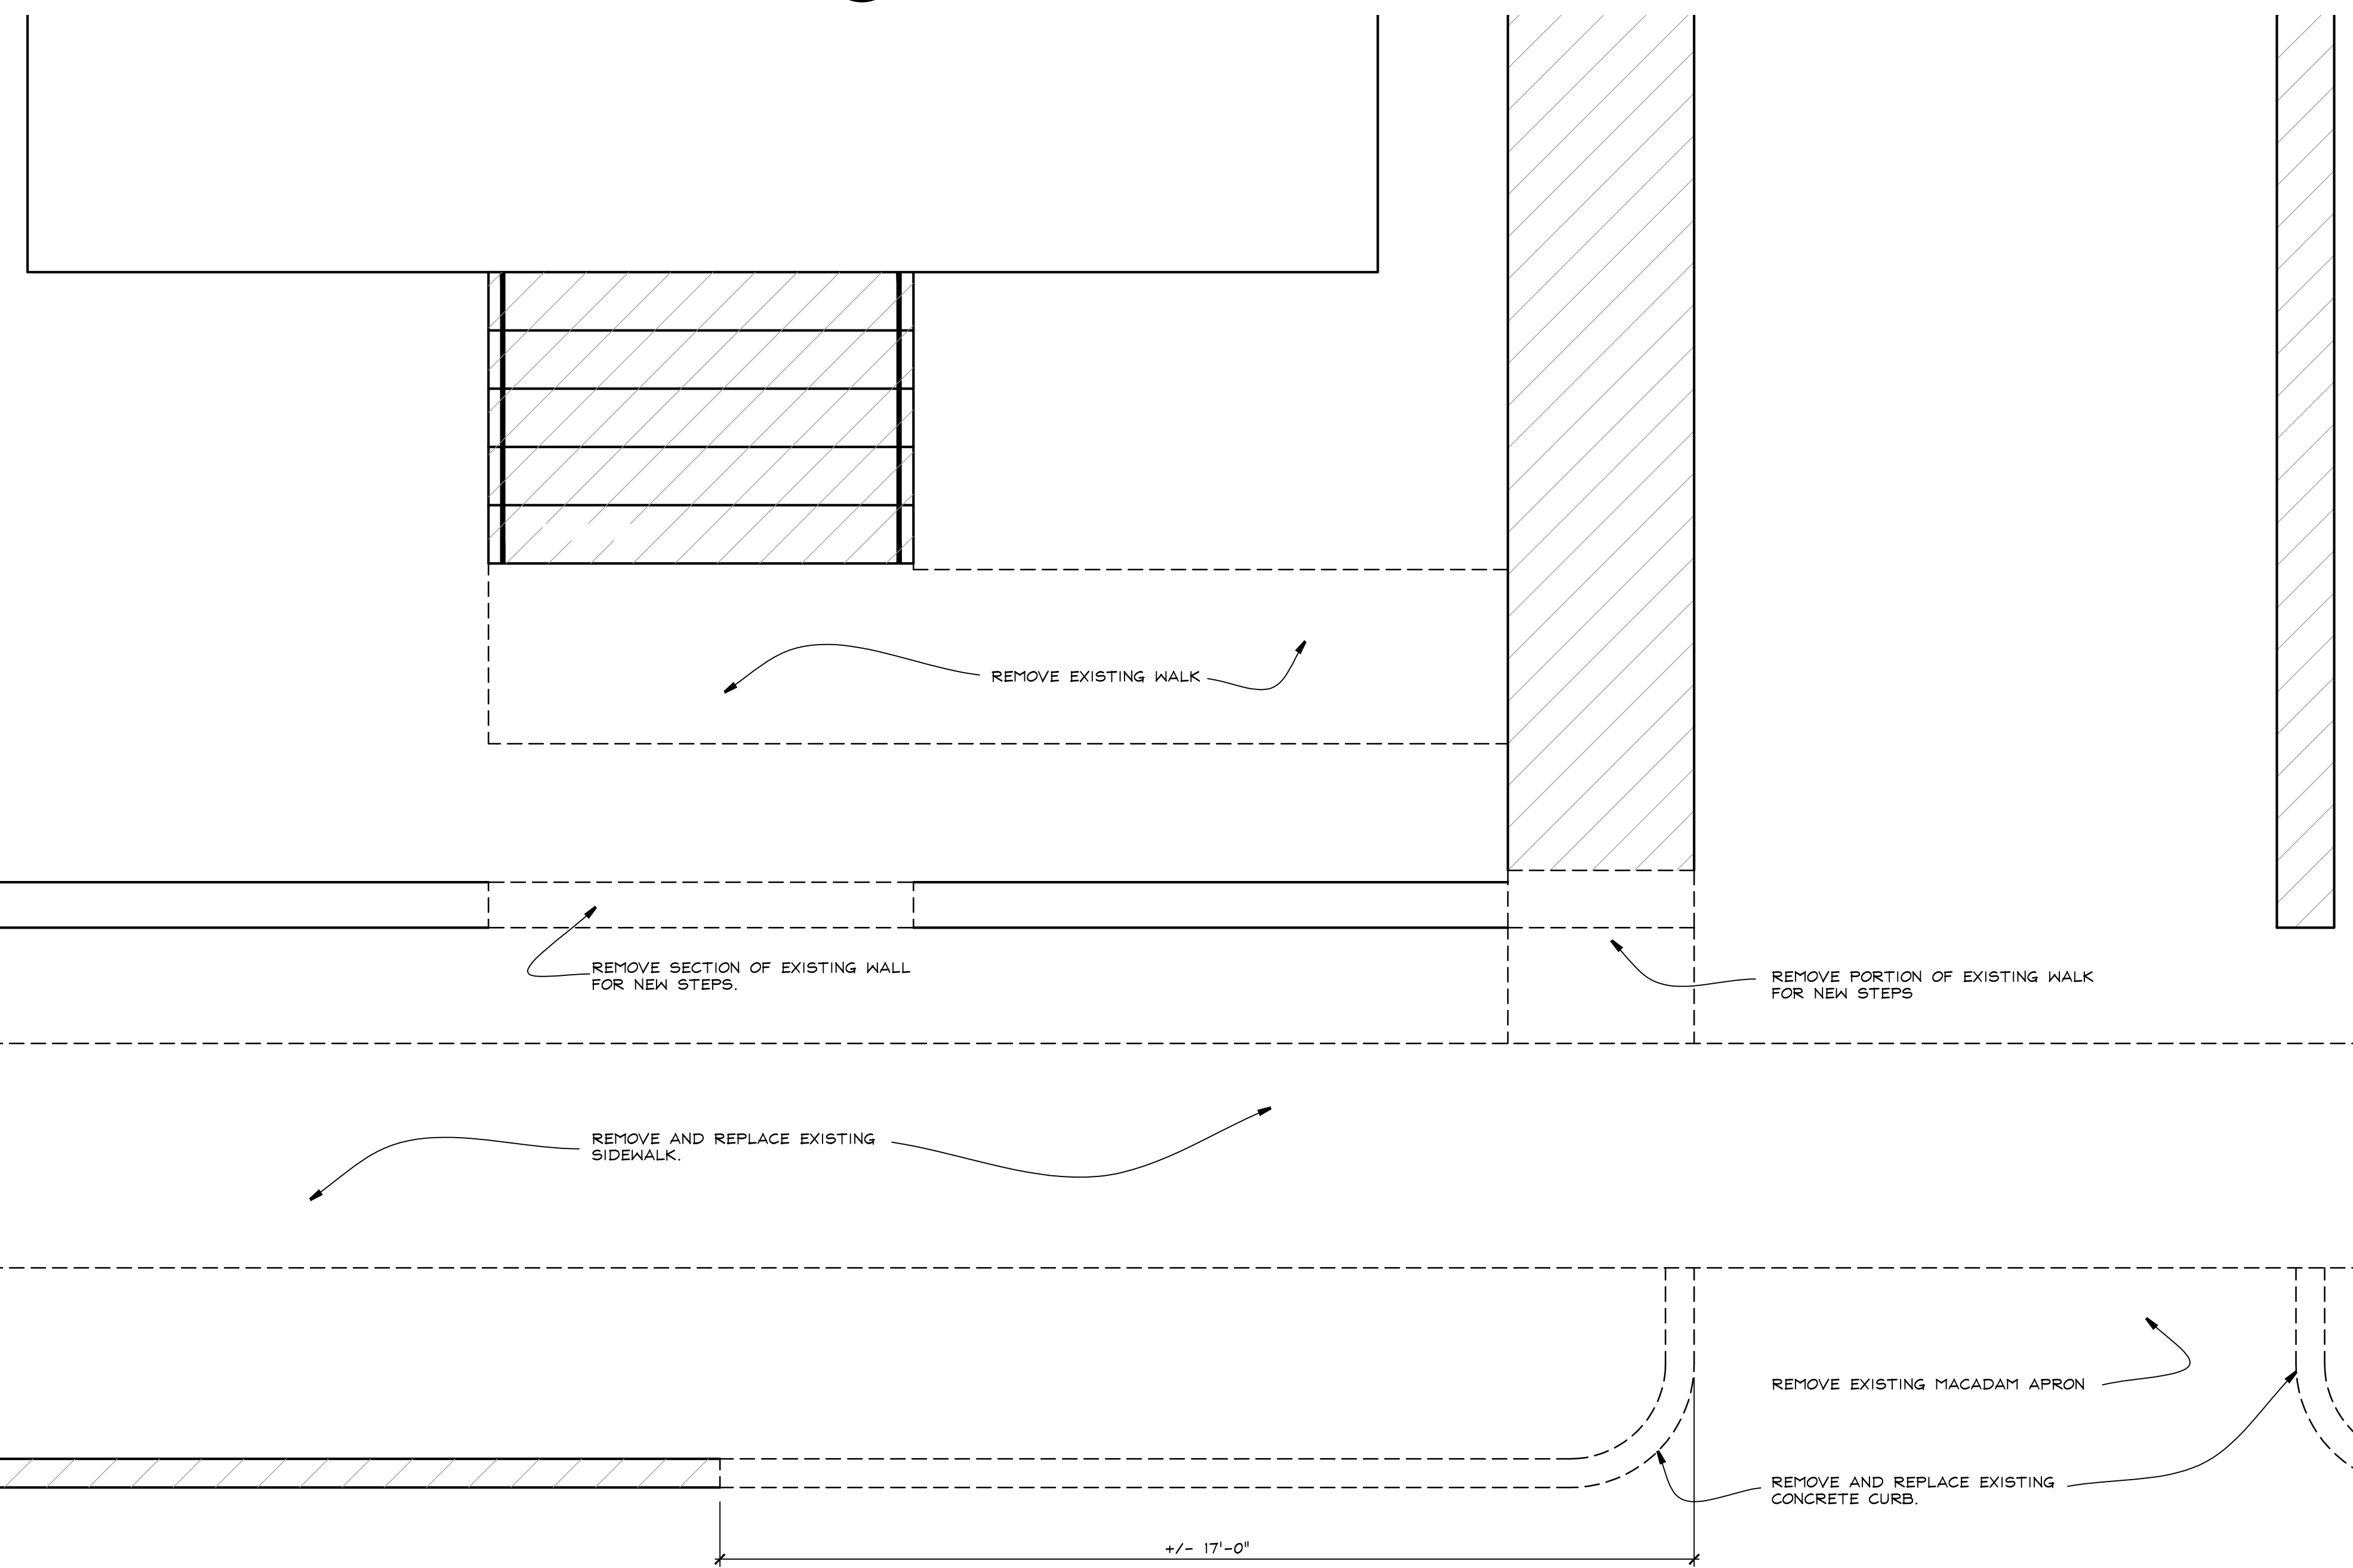 REMOVE EXISTING WALK
REMOVE SECTION OF EXISTING WALL
FOR NEW STEPS.
REMOVE PORTION OF EXISTING WALK
FOR NEW STEPS
REMOVE AND REPLACE EXISTING
SIDEWALK.
REMOVE EXISTING MACADAM APRON
REMOVE AND REPLACE EXISTING
CONCRETE CURB.
+/- 17'-0"